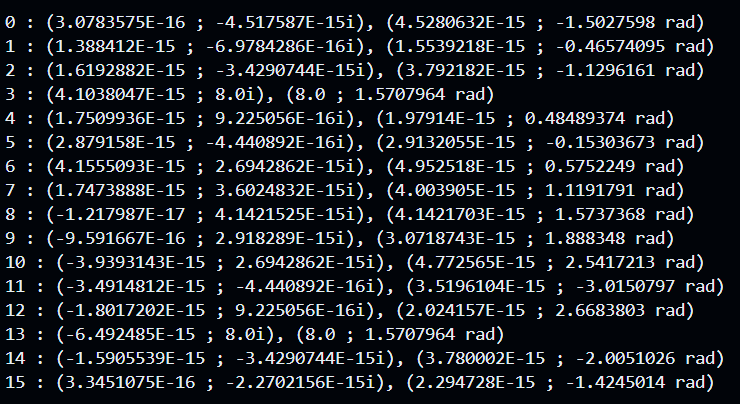 0 : (3.0783575E-16 ; -4.517587E-15i), (4.5280632E-15 ; -1.5027598 rad)
1 : (1.388412E-15 ; -6.9784286E-16i), (1.5539218E-15 ; -0.46574095 rad)
2 : (1.6192882E-15 ; -3.4290744E-15i), (3.792182E-15 ; -1.1296161 rad)
3 : (4.1038047E-15 ; 8.0i), (8.0 ; 1.5707964 rad)
4 : (1.7509936E-15 ; 9.225056E-16i), (1.97914E-15 ; 0.48489374 rad)
5 : (2.879158E-15 ; -4.440892E-16i), (2.9132055E-15 ; -0.15303673 rad)
6 : (4.1555093E-15 ; 2.6942862E-15i), (4.952518E-15 ; 0.5752249 rad)
7 : (1.7473888E-15 ; 3.6024832E-15i), (4.003905E-15 ; 1.1191791 rad)
8 : (-1.217987E-17 ; 4.1421525E-15i), (4.1421703E-15 ; 1.5737368 rad)
9 : (-9.591667E-16 ; 2.918289E-15i), (3.0718743E-15 ; 1.888348 rad)
10 : (-3.9393143E-15 ; 2.6942862E-15i), (4.772565E-15 ; 2.5417213 rad)
11 : (-3.4914812E-15 ; -4.440892E-16i), (3.5196104E-15 ; -3.0150797 rad)
12 : (-1.8017202E-15 ; 9.225056E-16i), (2.024157E-15 ; 2.6683803 rad)
13 : (-6.492485E-15 ; 8.0i), (8.0 ; 1.5707964 rad)
14 : (-1.5905539E-15 ; -3.4290744E-15i), (3.780002E-15 ; -2.0051026 rad)
15 : (3.3451075E-16 ; -2.2702156E-15i), (2.294728E-15 ; -1.4245014 rad)